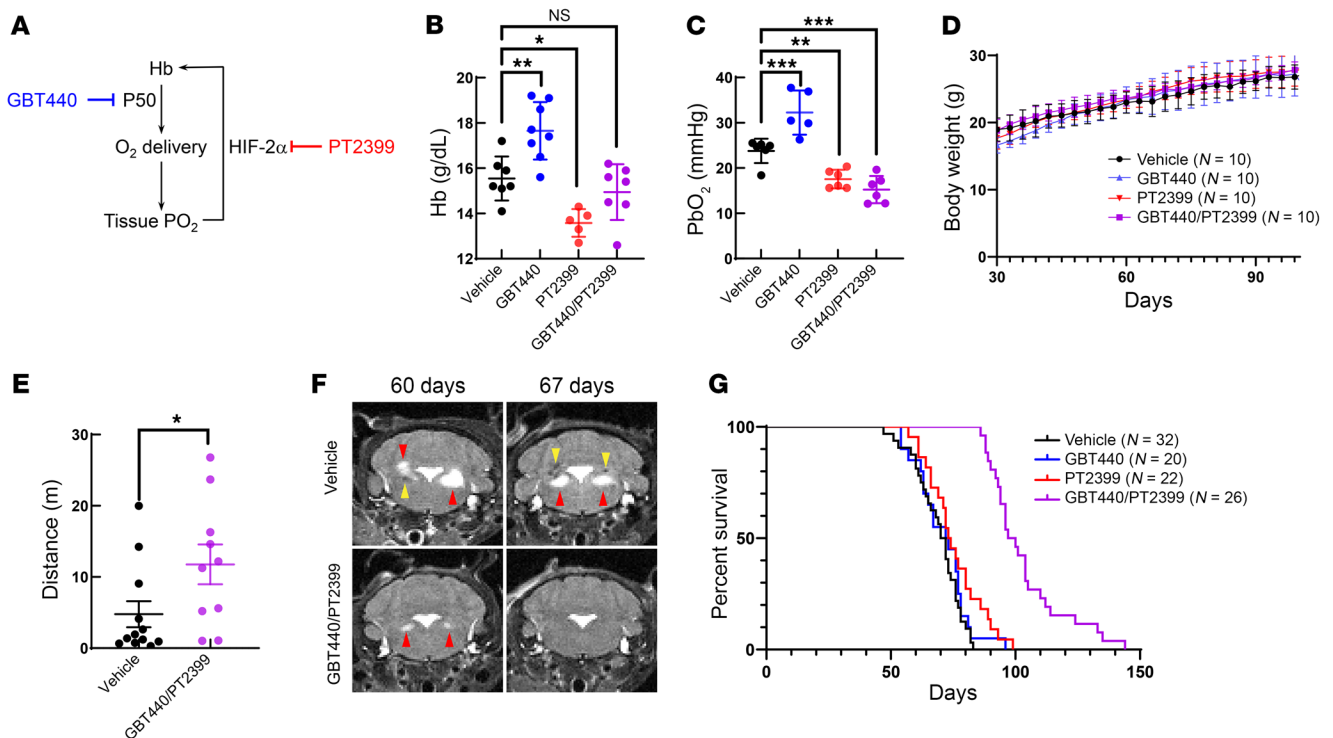 A
Hb
GBT440
P50
O2 delivery
HIF-2α
PT2399
Tissue PO2
B
NS
*
**
Hb (g/dL)
20
18
16
14
12
Vehicle
GBT440
PT2399
GBT440/PT2399
C
***
**
***
PbO2 (mmHg)
40
30
20
10
0
Vehicle
GBT440
PT2399
GBT440/PT2399
D
Body weight (g)
30
20
10
0
Vehicle (N = 10)
GBT440 (N = 10)
PT2399 (N = 10)
GBT440/PT2399 (N = 10)
30
60
90
Days
E
*
Distance (m)
30
20
10
0
Vehicle
GBT440/PT2399
F
60 days
67 days
Vehicle
GBT440/PT2399
G
Percent survival
100
50
0
Vehicle (N = 32)
GBT440 (N = 20)
PT2399 (N = 22)
GBT440/PT2399 (N = 26)
0
50
100
150
Days